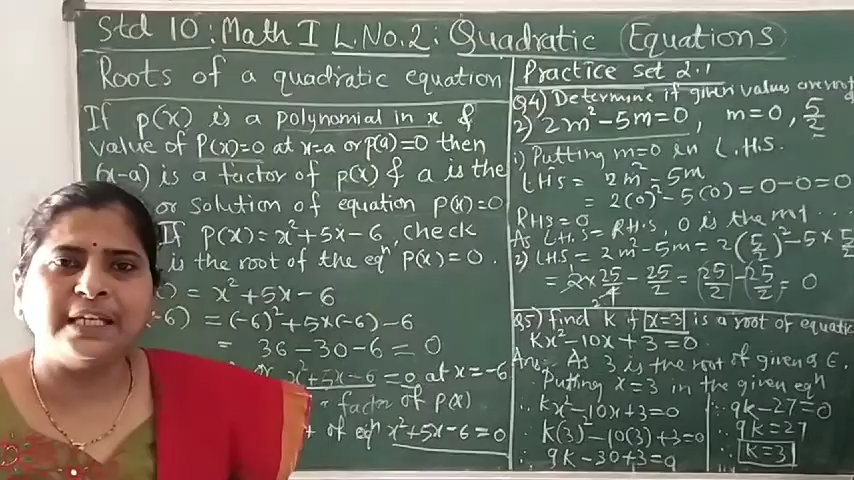 Std 10 : Math I L.No.2 : Quadratic (Equations)
Roots of a quadratic equation
If p(x) is a polynomial in x &
value of P(x)=0 at x=a or p(a)=0 then
(x-a) is a factor of p(x) & a is the
or solution of equation p(x)=0
If P(x)=x²+5x-6, check
is the root of the eqⁿ p(x)=0.
) = x²+5x-6
-6) = (-6)²+5x(-6)-6
= 36-30-6=0
x²+5x-6=0 at x=-6
factor of p(x)
of eqⁿ x²+5x-6=0
Practice set 2.1
Q4) Determine if given values are root
2) 2m²-5m=0, m=0, 5/2
i) Putting m=0 in L.H.S.
LHS = 2m²-5m
= 2(0)²-5(0)=0-0=0
RHS=0
As L.H.S=R.H.S, 0 is the root ...
2) LHS = 2m²-5m=2(5/2)²-5×5/2
= 2×25/4-25/2=(25/2)-25/2=0
Q5) find k if x=3 is a root of equatio
Kx²-10x+3=0
Ans:- As 3 is the root of given Q E.
Putting x=3 in the given eqⁿ
∴ Kx²-10x+3=0
∴ K(3)²-10(3)+3=0
∴ 9k-30+3=0
∴ 9k-27=0
∴ 9k=27
∴ k=3